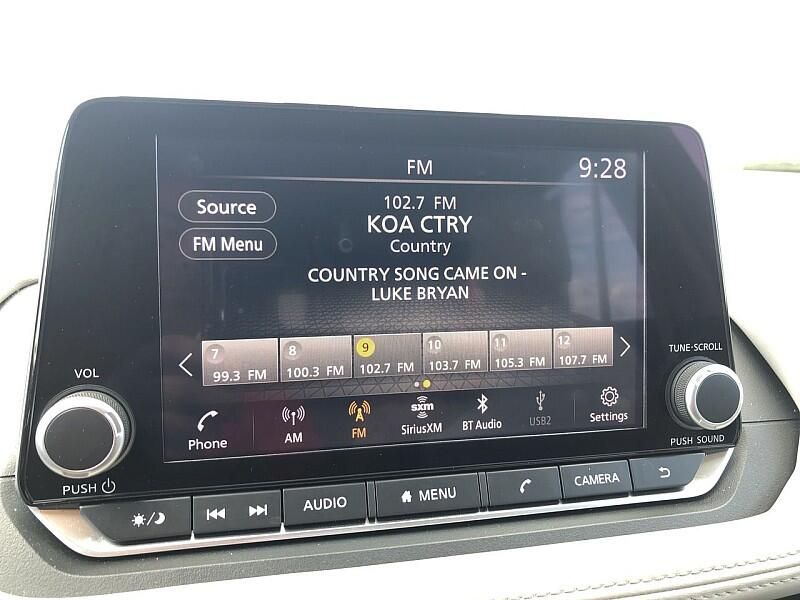 FM
9:28
Source
FM Menu
102.7 FM
KOA CTRY
Country
COUNTRY SONG CAME ON -
LUKE BRYAN
7
99.3 FM
8
100.3 FM
9
102.7 FM
10
103.7 FM
11
105.3 FM
12
107.7 FM
Phone
AM
FM
sxm
SiriusXM
BT Audio
USB2
Settings
VOL
PUSH
TUNE·SCROLL
PUSH SOUND
AUDIO
MENU
CAMERA